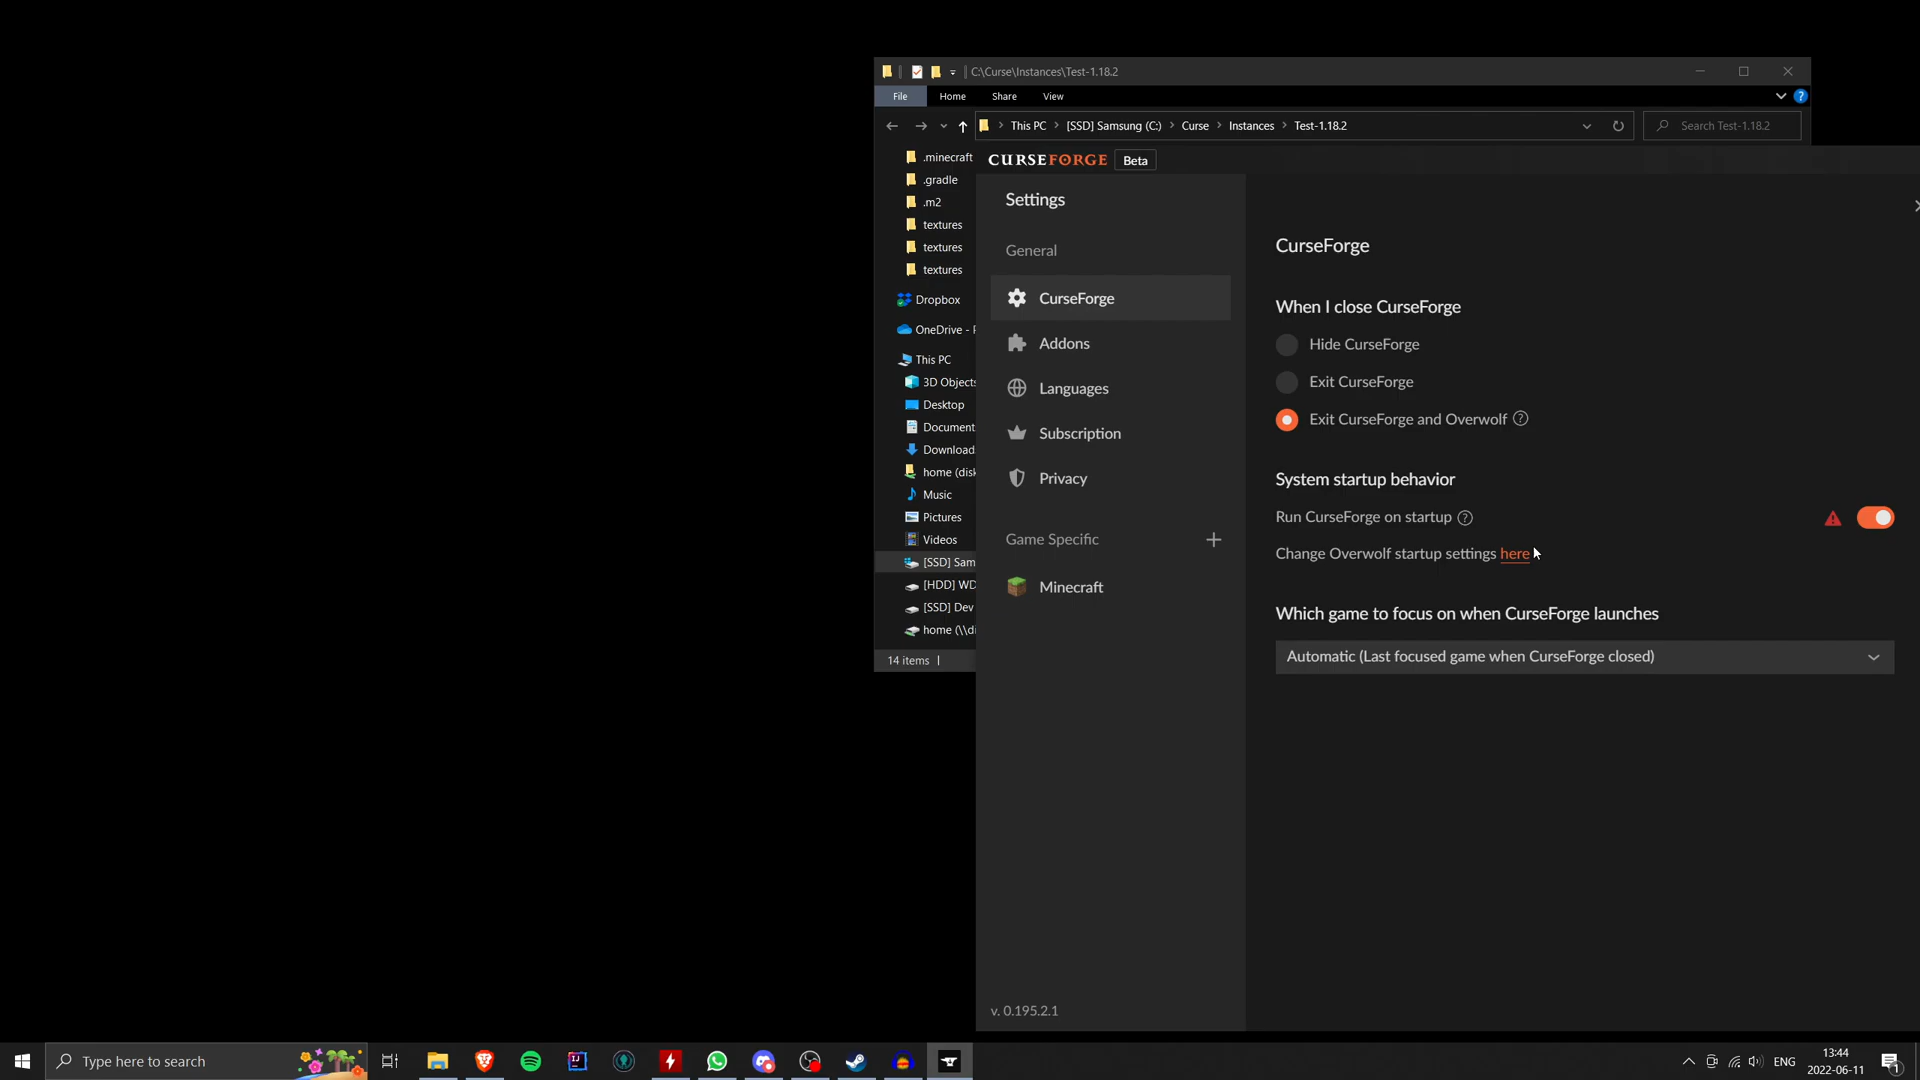 C:\Curse\Instances\Test-1.18.2
File Home Share View
This PC [SSD] Samsung (C:) Curse Instances Test-1.18.2
Search Test-1.18.2
.minecraft
.gradle
.m2
textures
textures
textures
Dropbox
OneDrive - P
This PC
3D Objects
Desktop
Document
Download
home (disk
Music
Pictures
Videos
[SSD] Sam
[HDD] WD
[SSD] Dev
home (\\di
14 items
CURSEFORGE Beta
Settings
General
CurseForge
Addons
Languages
Subscription
Privacy
Game Specific
Minecraft
v. 0.195.2.1
CurseForge
When I close CurseForge
Hide CurseForge
Exit CurseForge
Exit CurseForge and Overwolf
System startup behavior
Run CurseForge on startup
Change Overwolf startup settings here
Which game to focus on when CurseForge launches
Automatic (Last focused game when CurseForge closed)
Type here to search
ENG
13:44
2022-06-11
1